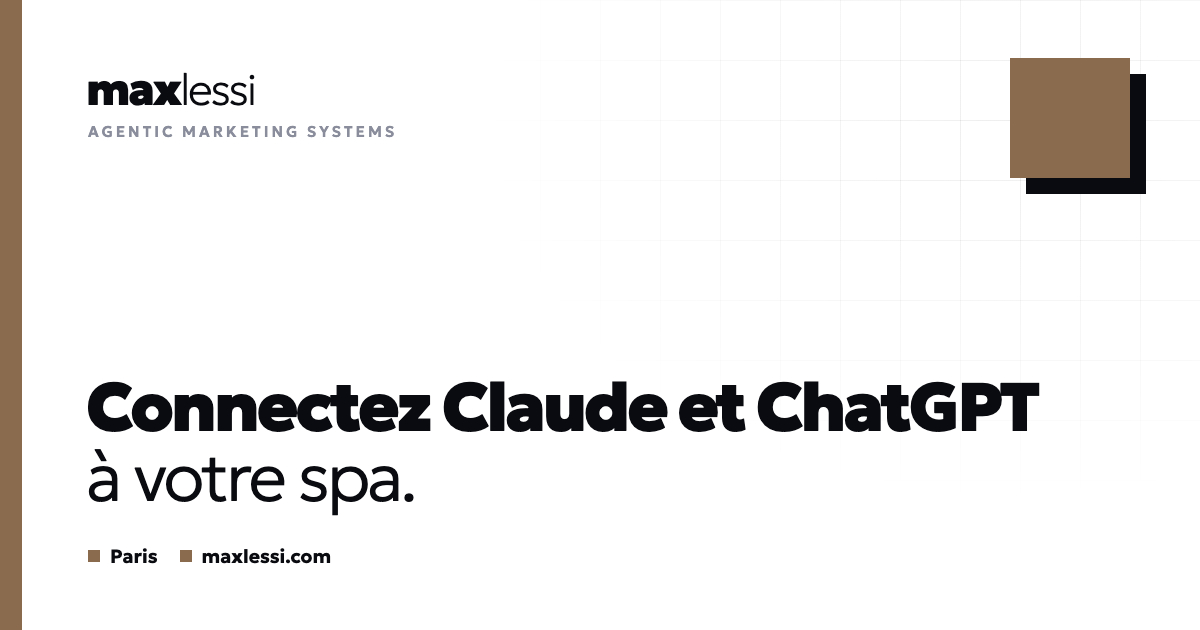 maxlessi
AGENTIC MARKETING SYSTEMS
Connectez Claude et ChatGPT
à votre spa.
Paris maxlessi.com